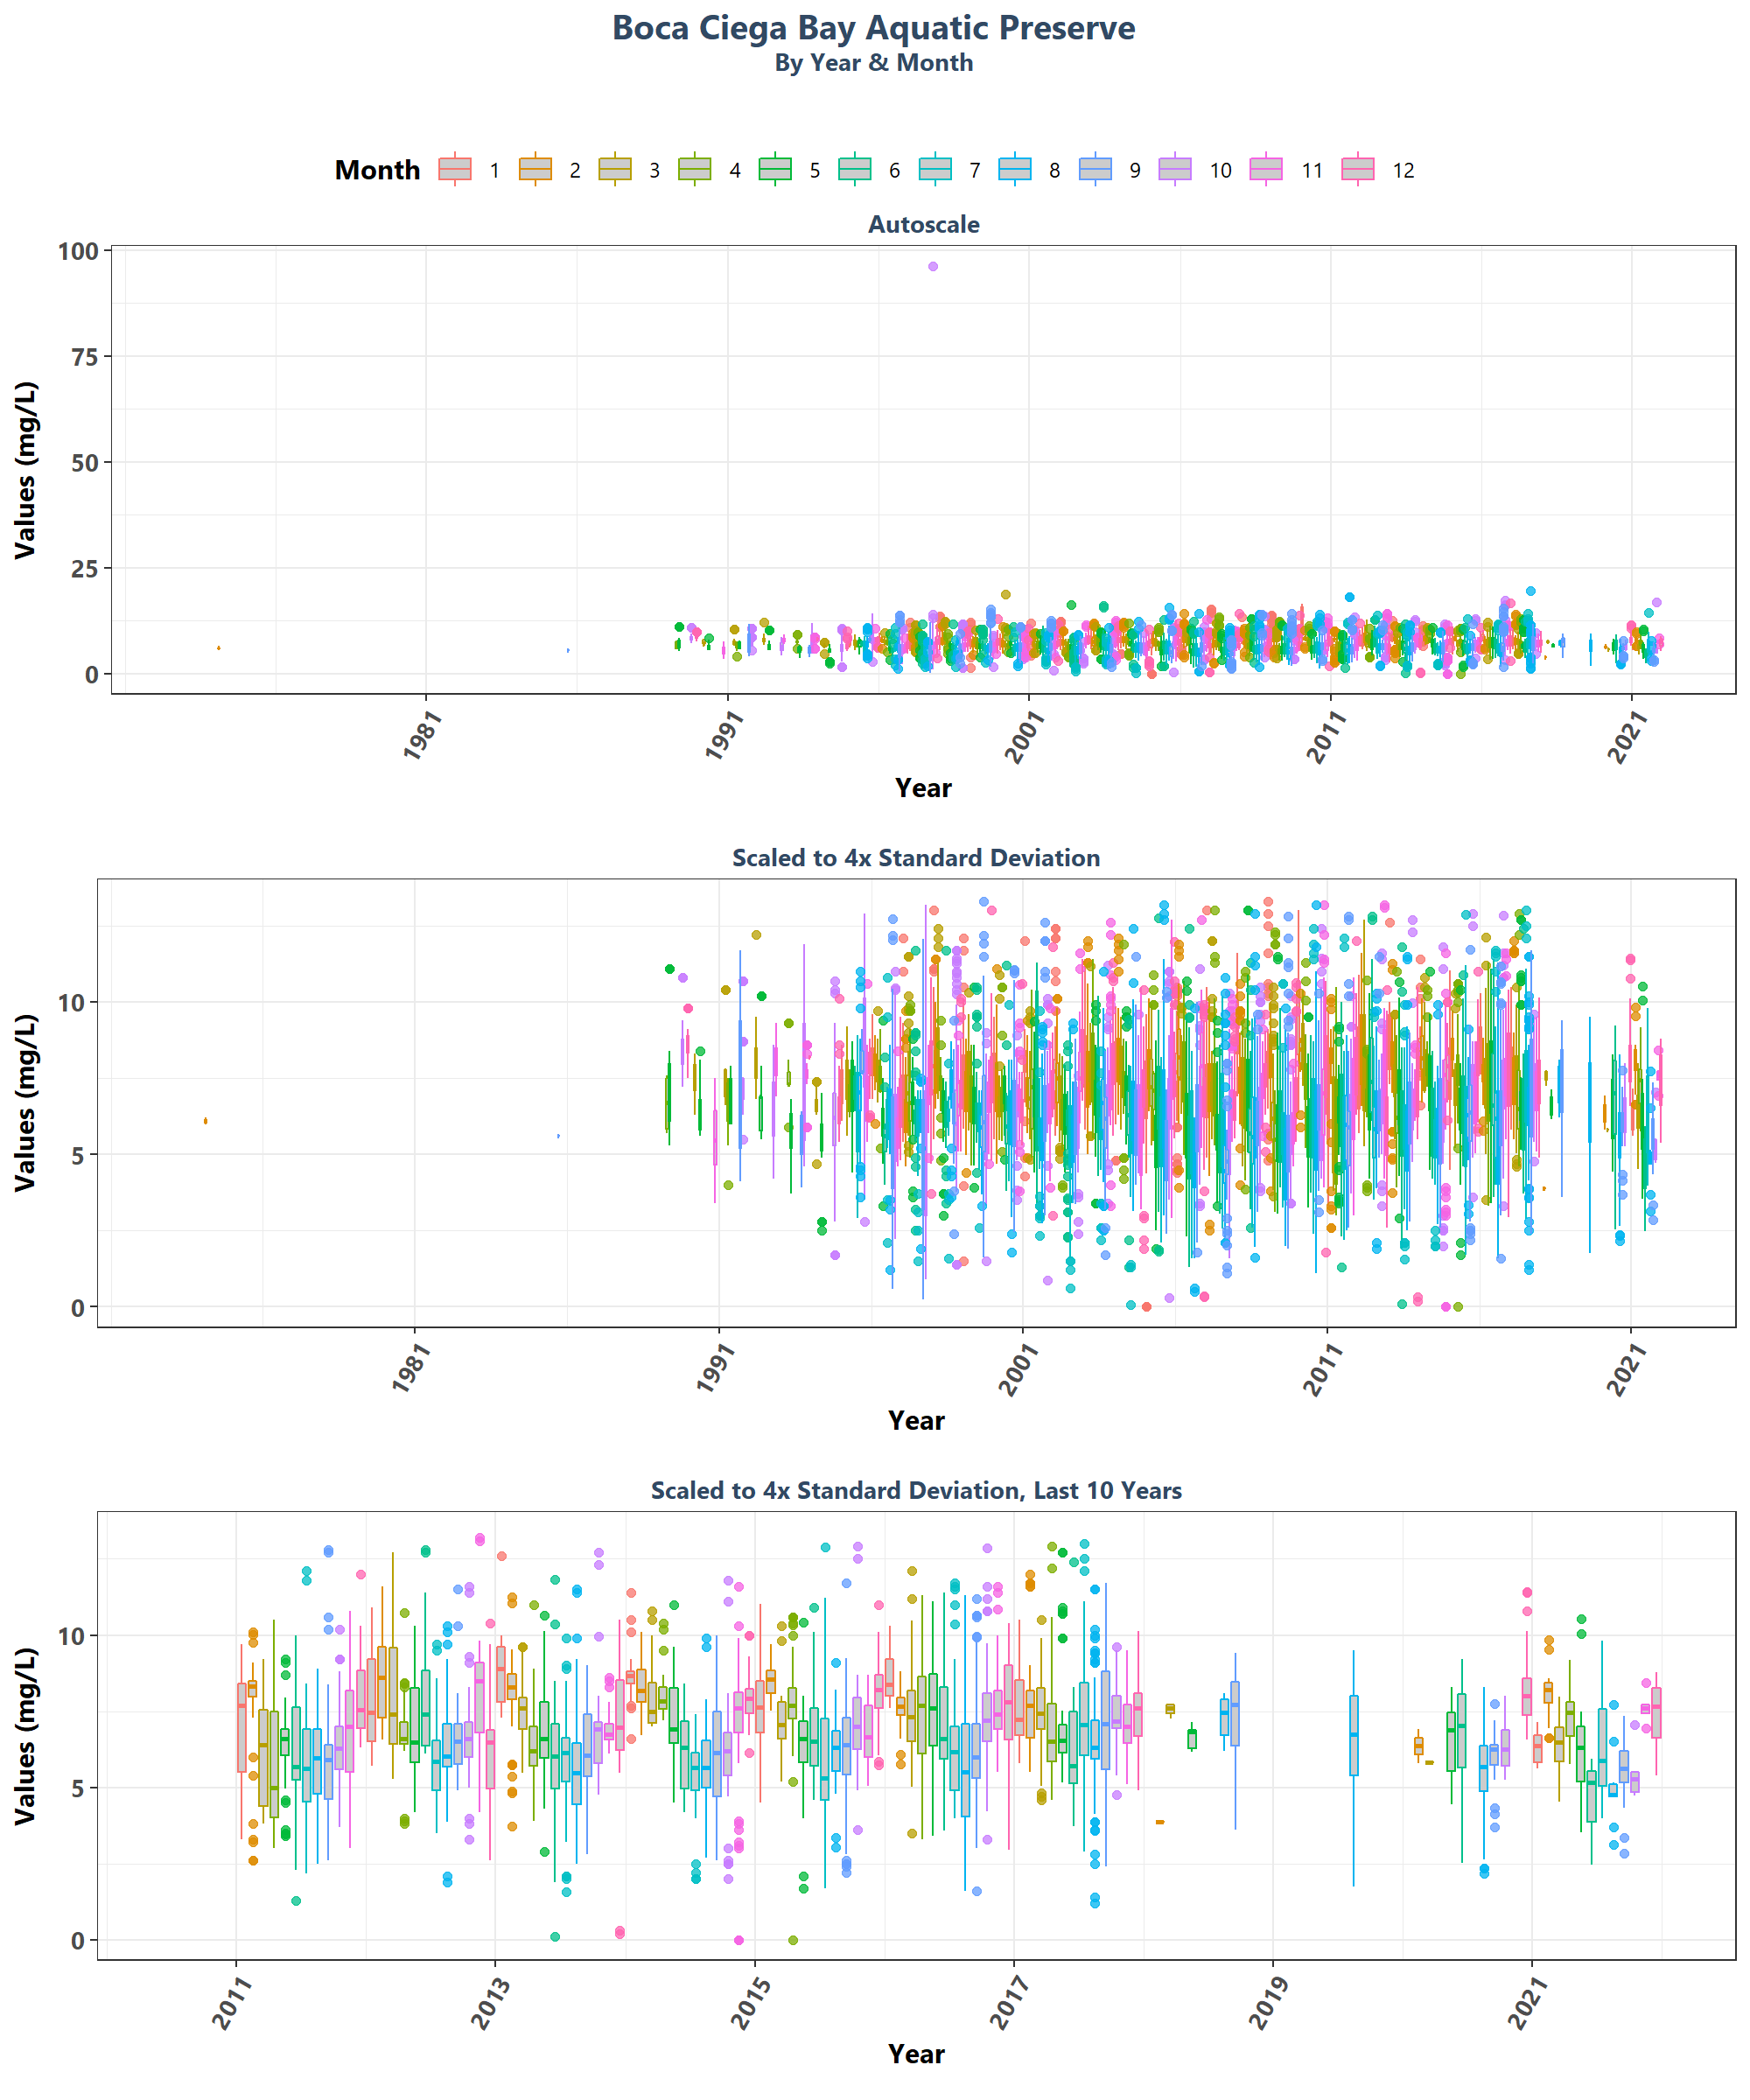 Boca Ciega Bay Aquatic Preserve
By Year & Month
Month 1 2 3 4 5 6 7 8 9 10 11 12
Autoscale
Values (mg/L)
100
75
50
25
0
1981 1991 2001 2011 2021
Year
Scaled to 4x Standard Deviation
Values (mg/L)
10
5
0
1981 1991 2001 2011 2021
Year
Scaled to 4x Standard Deviation, Last 10 Years
Values (mg/L)
10
5
0
2011 2013 2015 2017 2019 2021
Year